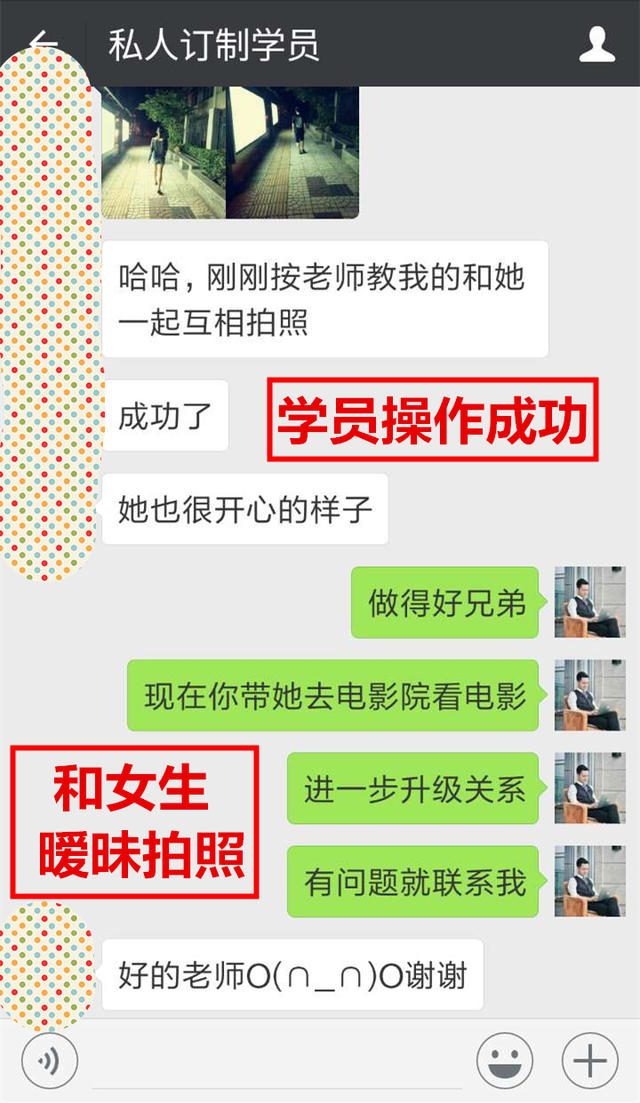 私人订制学员
哈哈，刚刚按老师教我的和她
一起互相拍照
成功了
学员操作成功
她也很开心的样子
做得好兄弟
现在你带她去电影院看电影
和女生
暧昧拍照
进一步升级关系
有问题就联系我
好的老师O(∩_∩)O谢谢